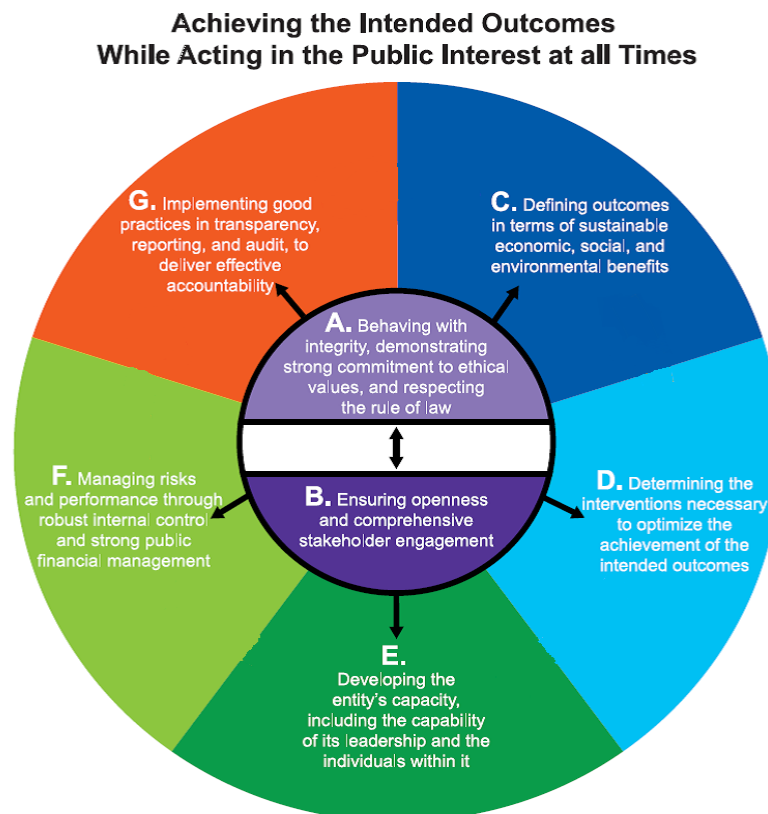 Achieving the Intended Outcomes
While Acting in the Public Interest at all Times
G. Implementing good
practices in transparency,
reporting, and audit, to
deliver effective
accountability
C. Defining outcomes
in terms of sustainable
economic, social, and
environmental benefits
A. Behaving with
integrity, demonstrating
strong commitment to ethical
values, and respecting
the rule of law
B. Ensuring openness
and comprehensive
stakeholder engagement
F. Managing risks
and performance through
robust internal control
and strong public
financial management
D. Determining the
interventions necessary
to optimize the
achievement of the
intended outcomes
E.
Developing the
entity's capacity,
including the capability
of its leadership and the
individuals within it